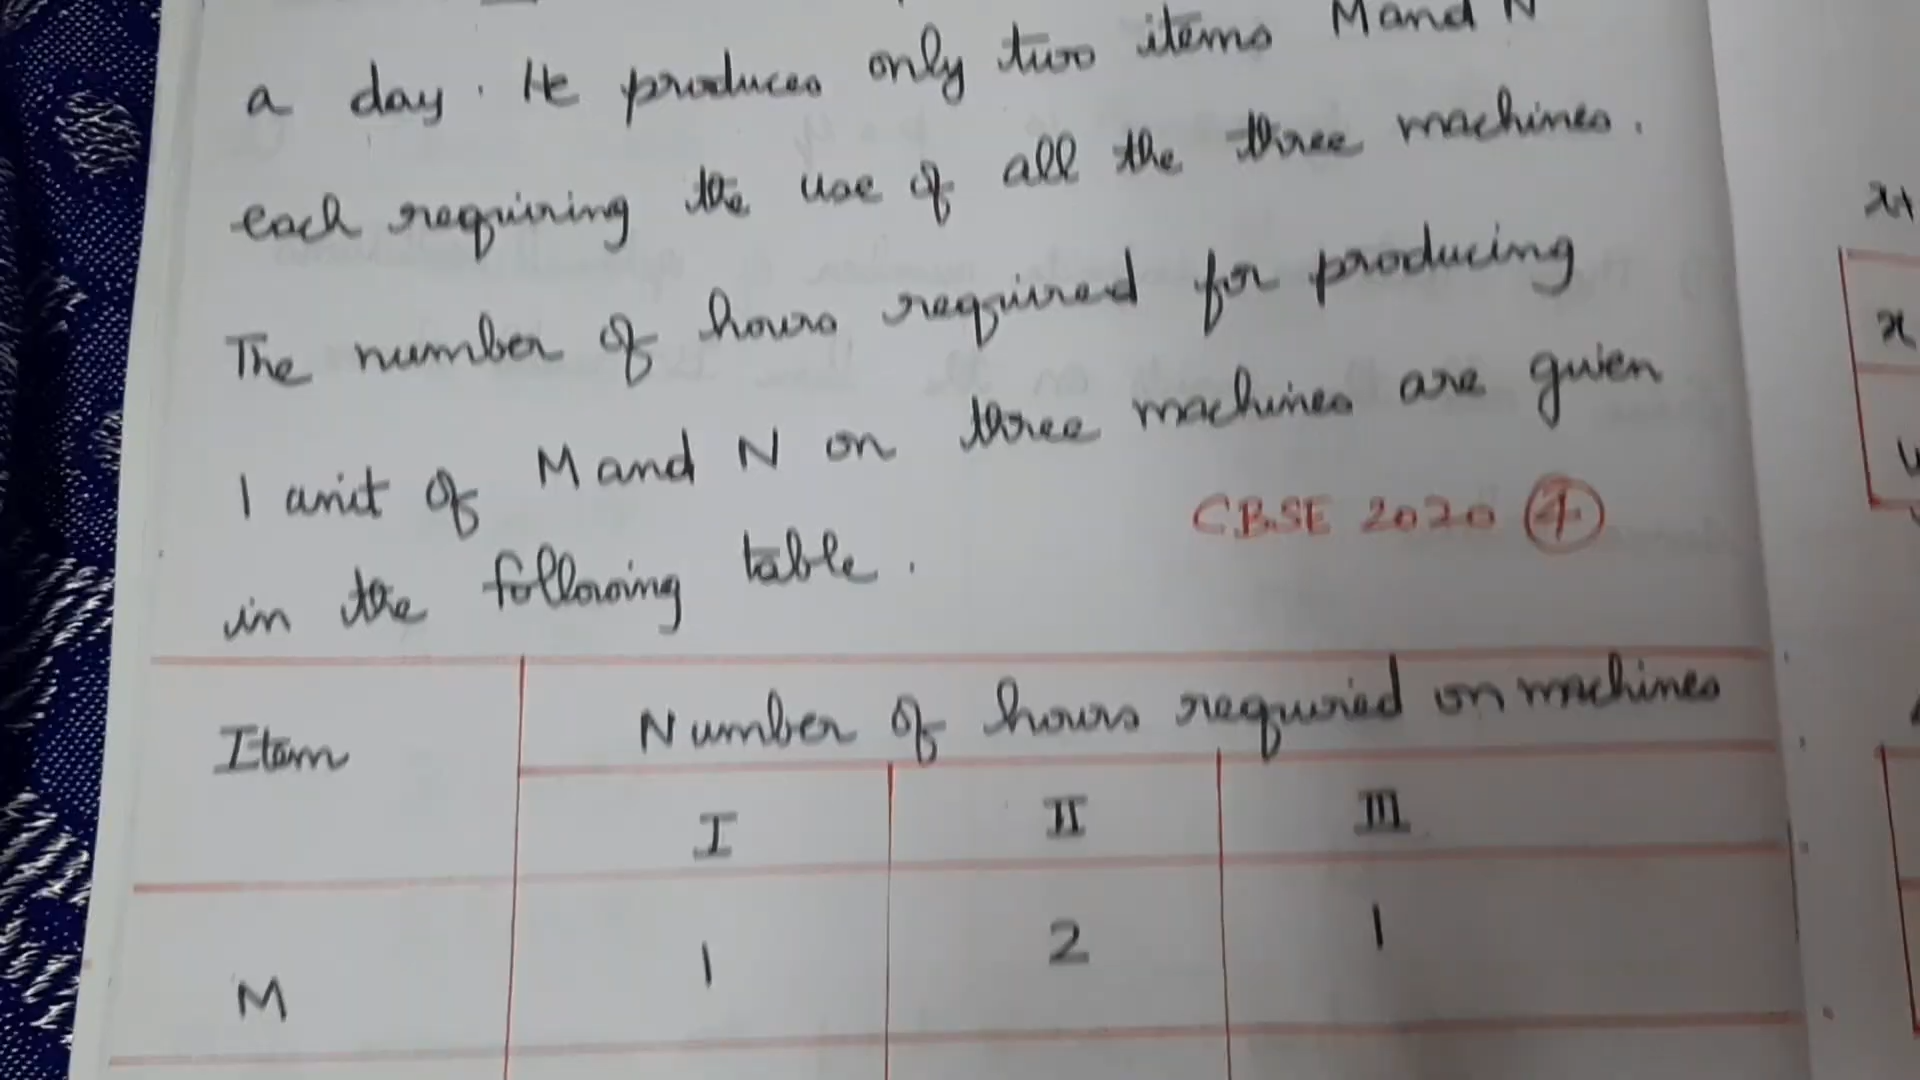 a day. He produces only two items M and N
each requiring the use of all the three machines.
The number of hours required for producing
1 unit of M and N on three machines are given
in the following table.
CBSE 2020 (4)
Item
Number of hours required on machines
I II III
M 1 2 1
x